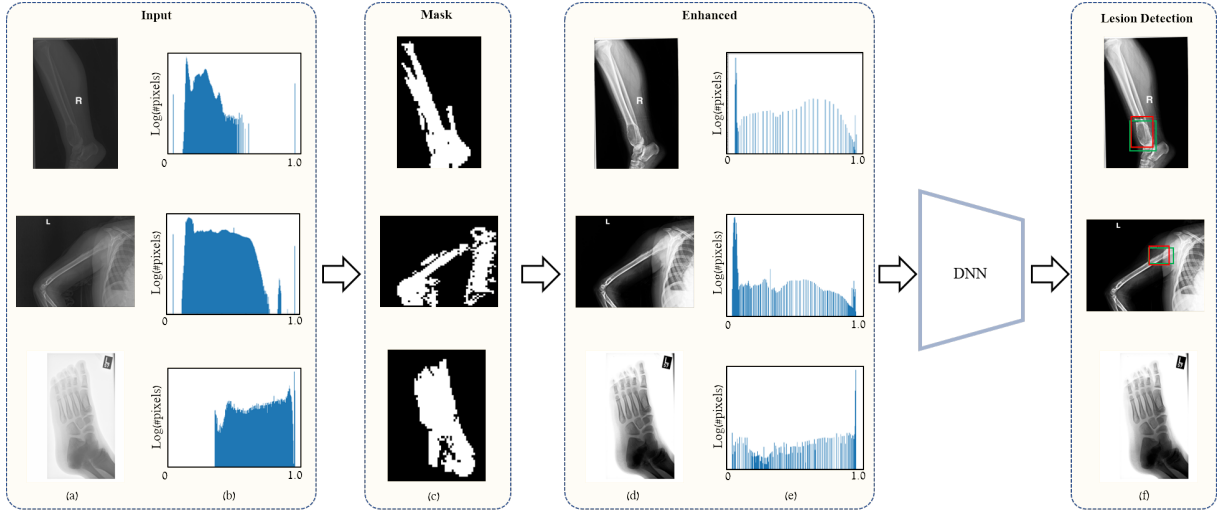 Input
Mask
Enhanced
Lesion Detection
R
Log(#pixels)
0
1.0
R
Log(#pixels)
0
1.0
R
L
Log(#pixels)
0
1.0
L
Log(#pixels)
0
1.0
DNN
L
Log(#pixels)
0
1.0
Log(#pixels)
0
1.0
(a)
(b)
(c)
(d)
(e)
(f)